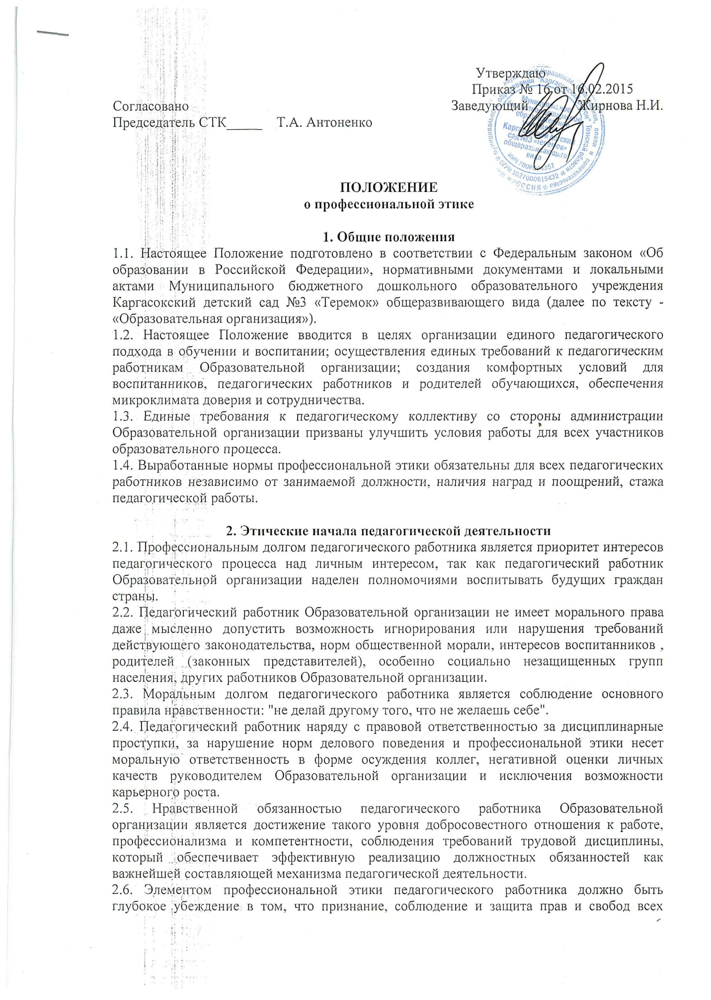 Утверждаю
Приказ № 16 от 16.02.2015
Согласовано Заведующий Жирнова Н.И.
Председатель СТК_____ Т.А. Антоненко
Муниципальное
образовательное
сад №3 «Теремок»
общеразвивающего
вида
ОГРН 1027000615432
РОССИЯ
ПОЛОЖЕНИЕ
о профессиональной этике
1. Общие положения
1.1. Настоящее Положение подготовлено в соответствии с Федеральным законом «Об
образовании в Российской Федерации», нормативными документами и локальными
актами Муниципального бюджетного дошкольного образовательного учреждения
Каргасокский детский сад №3 «Теремок» общеразвивающего вида (далее по тексту -
«Образовательная организация»).
1.2. Настоящее Положение вводится в целях организации единого педагогического
подхода в обучении и воспитании; осуществления единых требований к педагогическим
работникам Образовательной организации; создания комфортных условий для
воспитанников, педагогических работников и родителей обучающихся, обеспечения
микроклимата доверия и сотрудничества.
1.3. Единые требования к педагогическому коллективу со стороны администрации
Образовательной организации призваны улучшить условия работы для всех участников
образовательного процесса.
1.4. Выработанные нормы профессиональной этики обязательны для всех педагогических
работников независимо от занимаемой должности, наличия наград и поощрений, стажа
педагогической работы.
2. Этические начала педагогической деятельности
2.1. Профессиональным долгом педагогического работника является приоритет интересов
педагогического процесса над личным интересом, так как педагогический работник
Образовательной организации наделен полномочиями воспитывать будущих граждан
страны.
2.2. Педагогический работник Образовательной организации не имеет морального права
даже мысленно допустить возможность игнорирования или нарушения требований
действующего законодательства, норм общественной морали, интересов воспитанников ,
родителей (законных представителей), особенно социально незащищенных групп
населения, других работников Образовательной организации.
2.3. Моральным долгом педагогического работника является соблюдение основного
правила нравственности: "не делай другому того, что не желаешь себе".
2.4. Педагогический работник наряду с правовой ответственностью за дисциплинарные
проступки, за нарушение норм делового поведения и профессиональной этики несет
моральную ответственность в форме осуждения коллег, негативной оценки личных
качеств руководителем Образовательной организации и исключения возможности
карьерного роста.
2.5. Нравственной обязанностью педагогического работника Образовательной
организации является достижение такого уровня добросовестного отношения к работе,
профессионализма и компетентности, соблюдения требований трудовой дисциплины,
который обеспечивает эффективную реализацию должностных обязанностей как
важнейшей составляющей механизма педагогической деятельности.
2.6. Элементом профессиональной этики педагогического работника должно быть
глубокое убеждение в том, что признание, соблюдение и защита прав и свобод всех